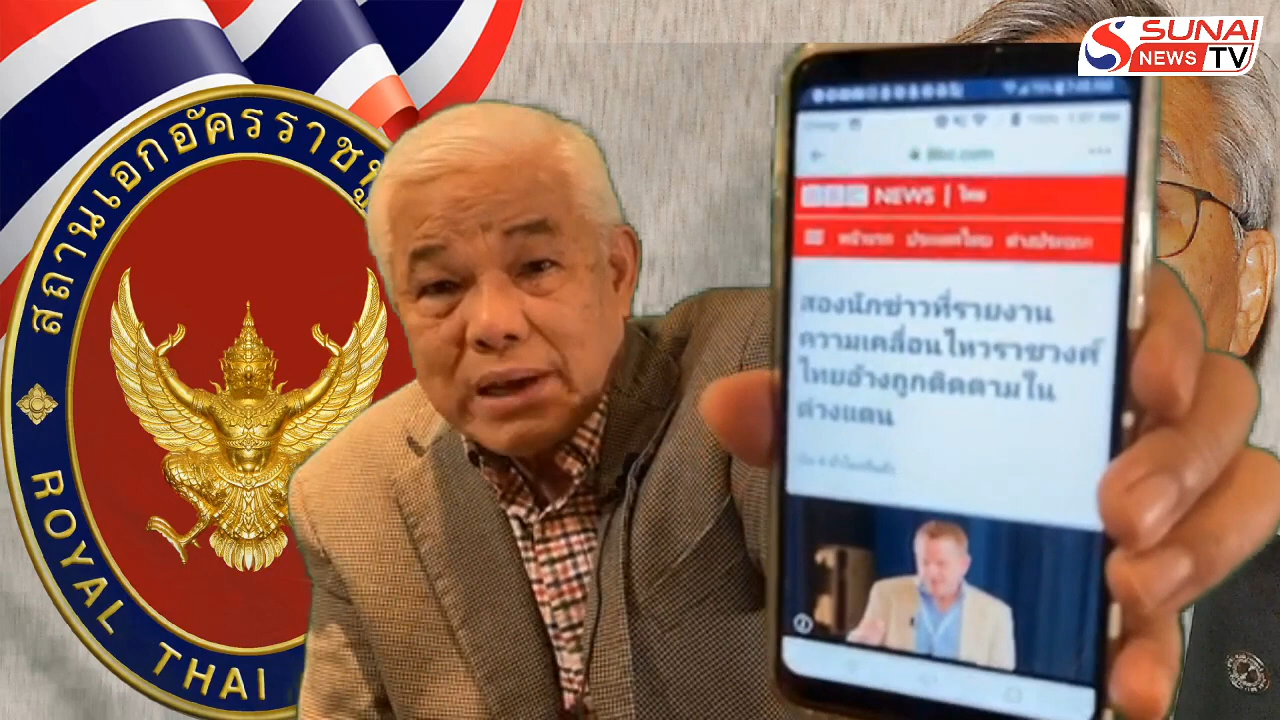 SUNAI
NEWS TV
สถานเอกอัครราชทู
ROYAL THAI
NEWS | ไทย
หน้าแรก ประเทศไทย ต่างประเทศ
สองนักข่าวที่รายงาน
ความเคลื่อนไหวราชวงศ์
ไทยอ้างถูกติดตามใน
ต่างแดน